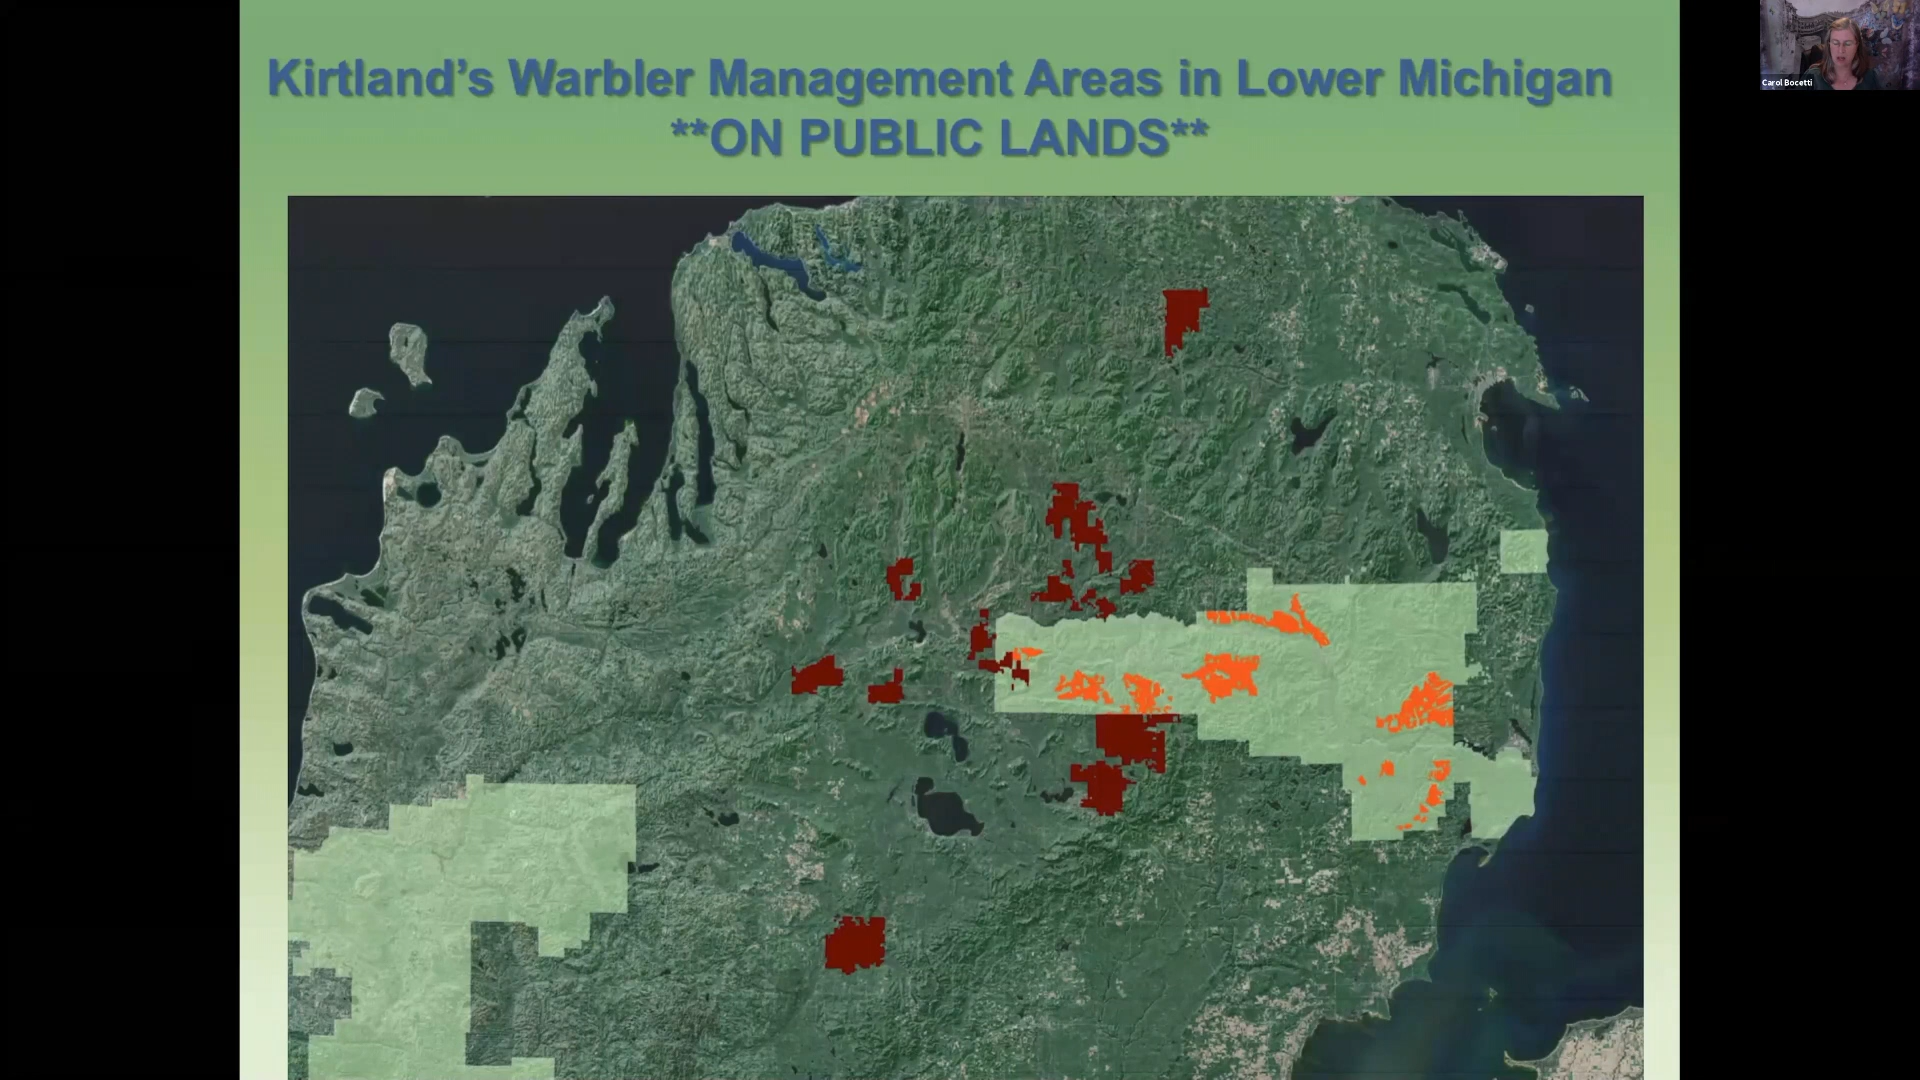 Kirtland's Warbler Management Areas in Lower Michigan
**ON PUBLIC LANDS**
Carol Bocetti